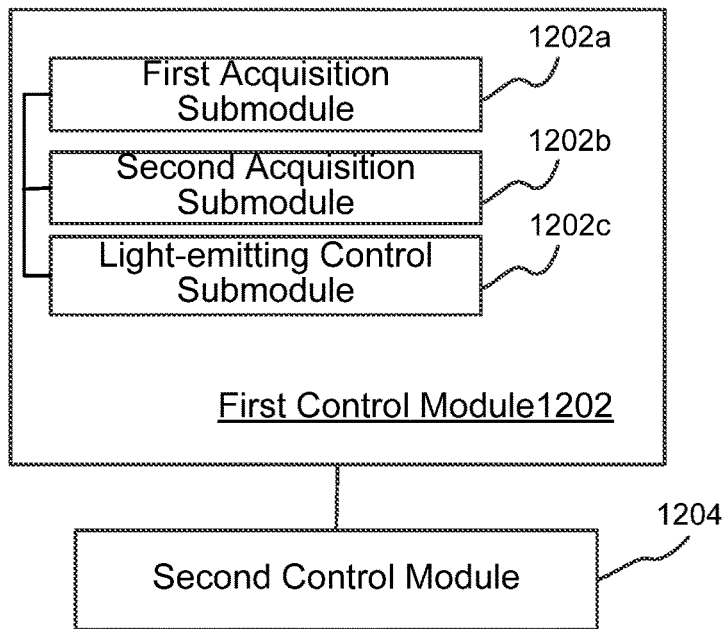 1202a
First Acquisition
Submodule
1202b
Second Acquisition
Submodule
1202c
Light-emitting Control
Submodule
First Control Module1202
1204
Second Control Module